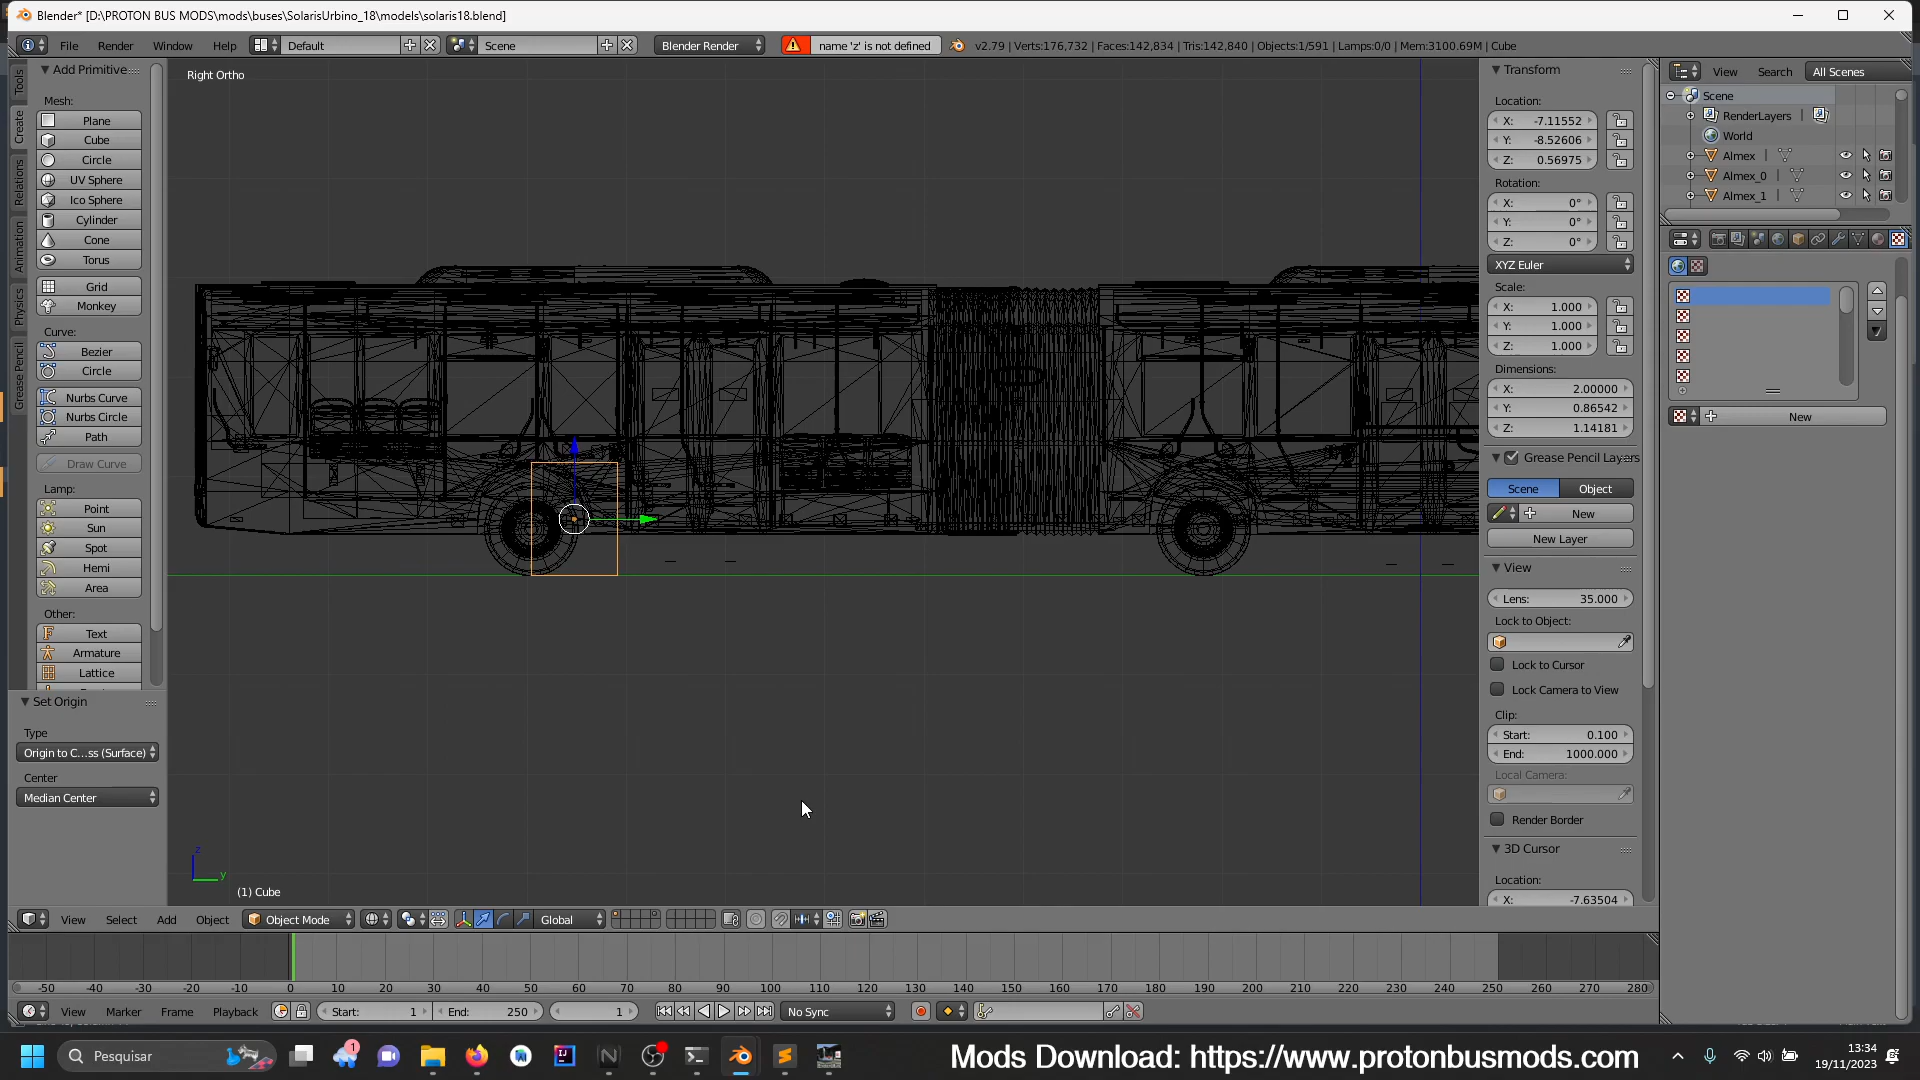 Blender* [D:\PROTON BUS MODS\mods\buses\SolarisUrbino_18\models\solaris18.blend]
File Render Window Help Default Scene Blender Render name 'z' is not defined v2.79 | Verts:176,732 | Faces:142,834 | Tris:142,840 | Objects:1/591 | Lamps:0/0 | Mem:3100.69M | Cube
Tools
Create
Relations
Animation
Physics
Grease Pencil
Add Primitive
Mesh:
Plane
Cube
Circle
UV Sphere
Ico Sphere
Cylinder
Cone
Torus
Grid
Monkey
Curve:
Bezier
Circle
Nurbs Curve
Nurbs Circle
Path
Draw Curve
Lamp:
Point
Sun
Spot
Hemi
Area
Other:
Text
Armature
Lattice
Set Origin
Type
Origin to C...ss (Surface)
Center
Median Center
Right Ortho
z
y
(1) Cube
Transform
Location:
X: -7.11552
Y: -8.52606
Z: 0.56975
Rotation:
X: 0°
Y: 0°
Z: 0°
XYZ Euler
Scale:
X: 1.000
Y: 1.000
Z: 1.000
Dimensions:
X: 2.00000
Y: 0.86542
Z: 1.14181
Grease Pencil Layers
Scene Object
New
New Layer
View
Lens: 35.000
Lock to Object:
Lock to Cursor
Lock Camera to View
Clip:
Start: 0.100
End: 1000.000
Local Camera:
Render Border
3D Cursor
Location:
X: -7.63504
View Search All Scenes
Scene
RenderLayers
World
Almex
Almex_0
Almex_1
New
View Select Add Object Object Mode Global
-50 -40 -30 -20 -10 0 10 20 30 40 50 60 70 80 90 100 110 120 130 140 150 160 170 180 190 200 210 220 230 240 250 260 270 280
View Marker Frame Playback Start: 1 End: 250 1 No Sync
Pesquisar
1
Mods Download: https://www.protonbusmods.com
13:34
19/11/2023